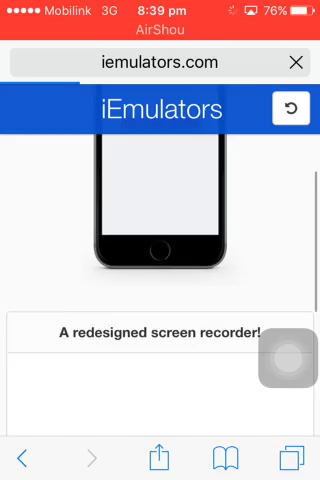 Mobilink 3G 8:39 pm 76%
AirShou
iemulators.com
iEmulators
A redesigned screen recorder!